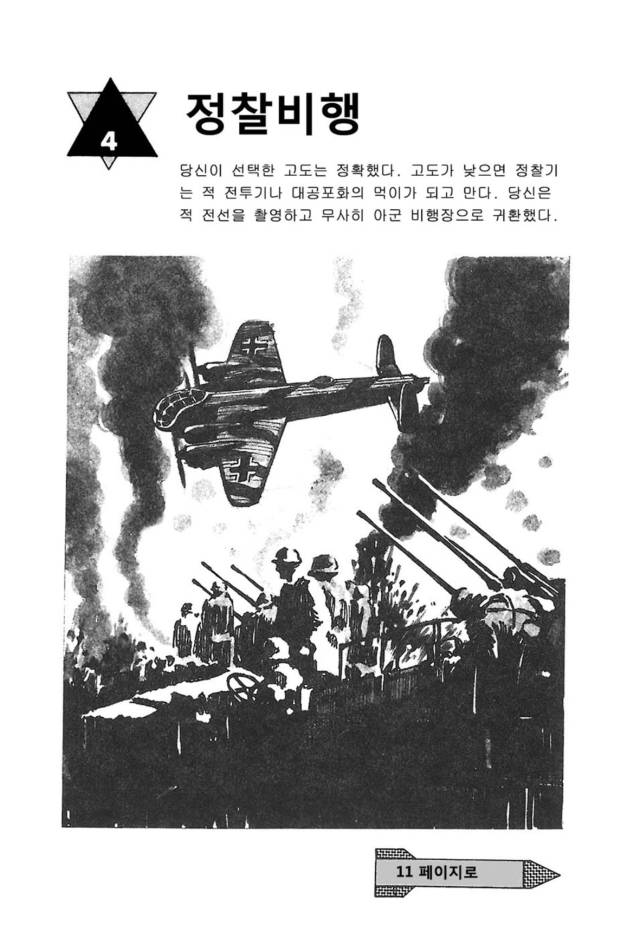 4
정찰비행
당신이 선택한 고도는 정확했다. 고도가 낮으면 정찰기
는 적 전투기나 대공포화의 먹이가 되고 만다. 당신은
적 전선을 촬영하고 무사히 아군 비행장으로 귀환했다.
11 페이지로